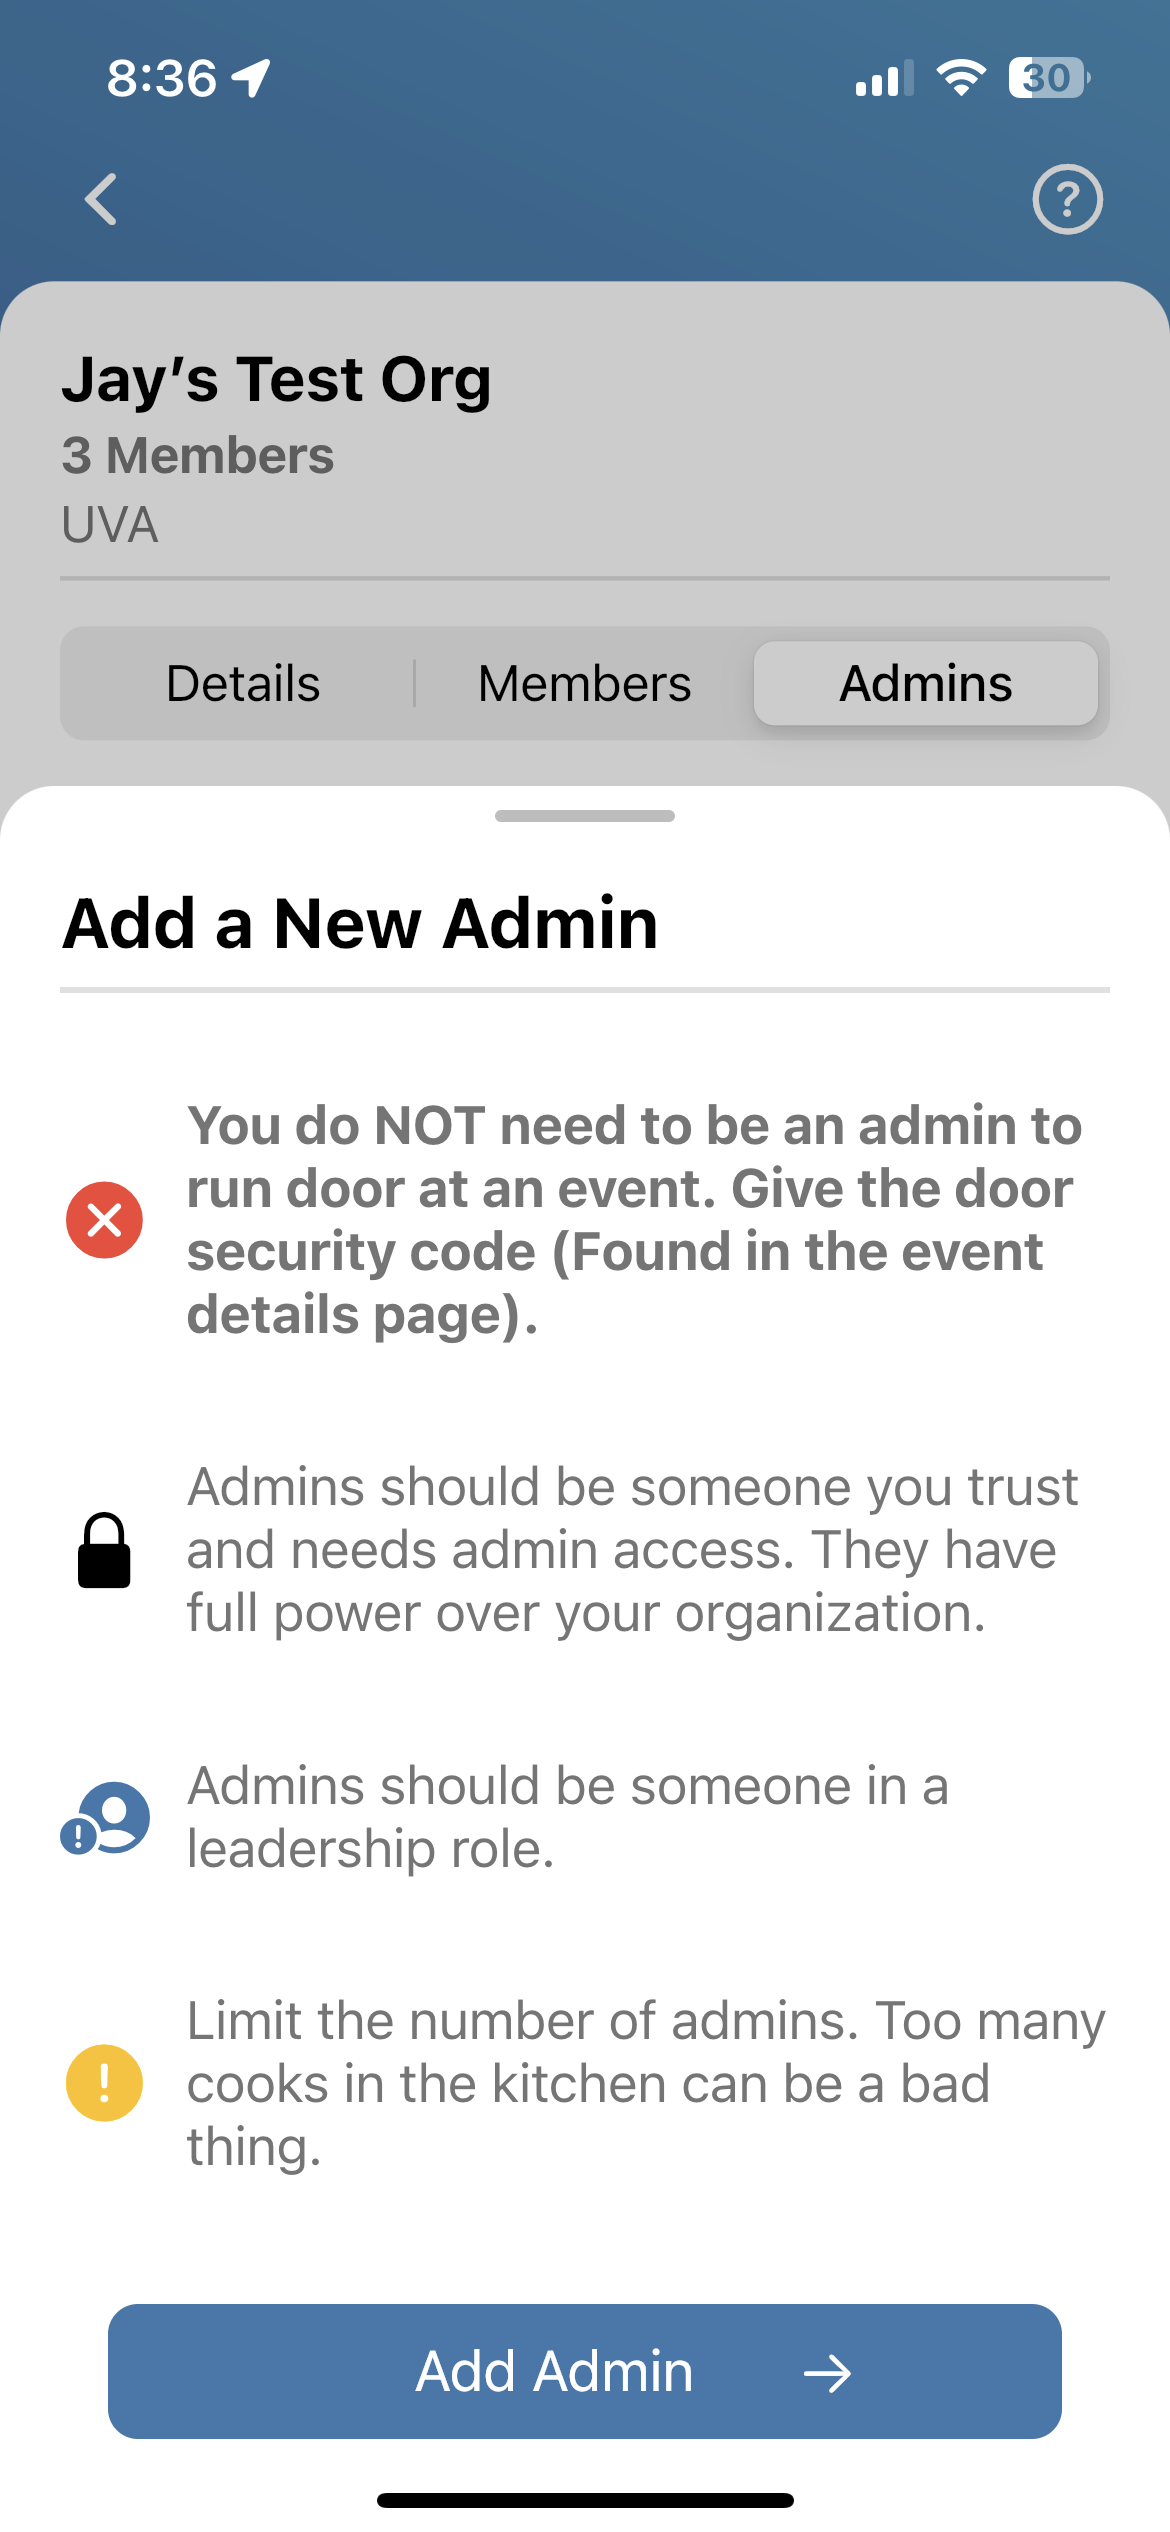 8:36
30
?
Jay’s Test Org
3 Members
UVA
Details
Members
Admins
Add a New Admin
You do NOT need to be an admin to
run door at an event. Give the door
security code (Found in the event
details page).
Admins should be someone you trust
and needs admin access. They have
full power over your organization.
!
Admins should be someone in a
leadership role.
!
Limit the number of admins. Too many
cooks in the kitchen can be a bad
thing.
Add Admin